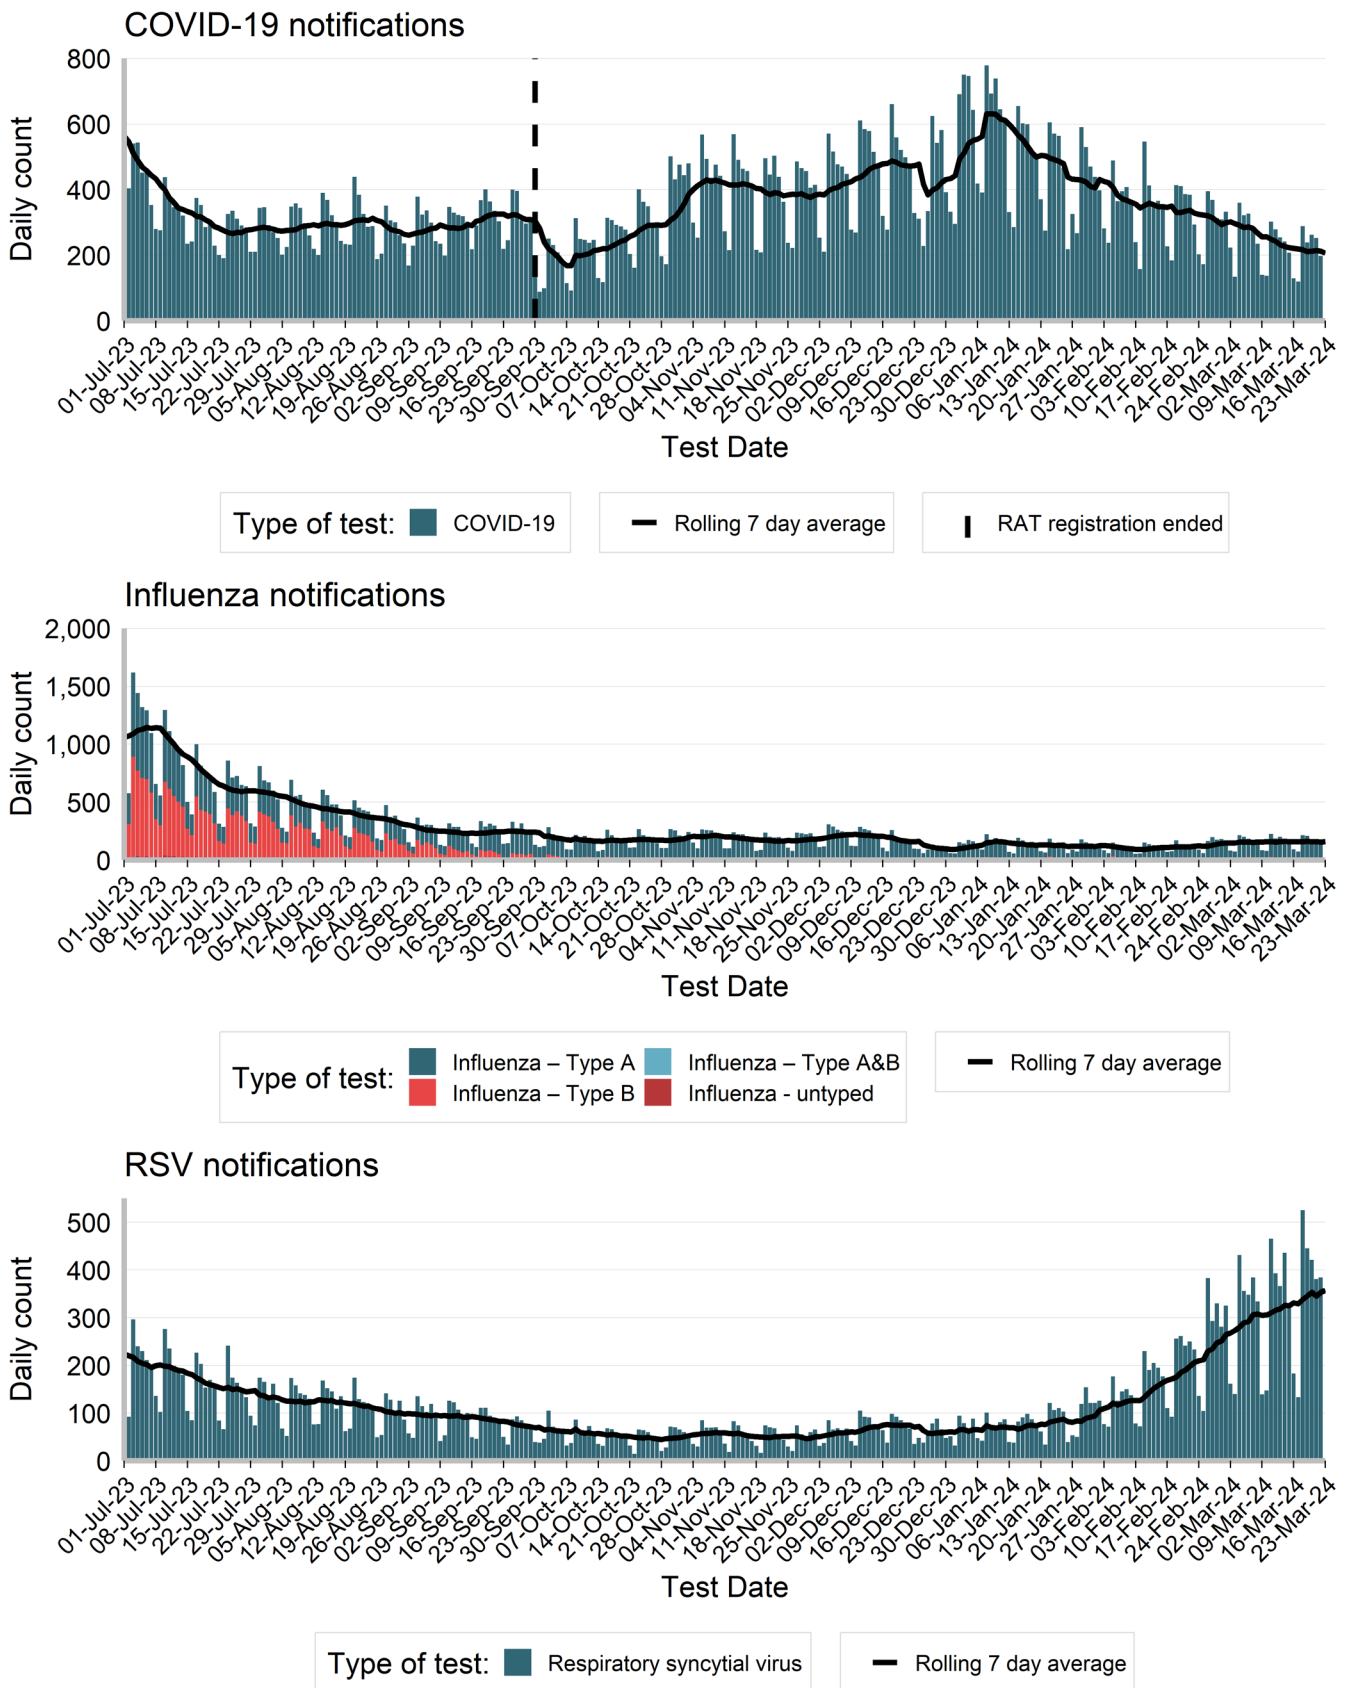 COVID-19 notifications
Daily count
800
600
400
200
0
01-Jul-23 08-Jul-23 15-Jul-23 22-Jul-23 29-Jul-23 05-Aug-23 12-Aug-23 19-Aug-23 26-Aug-23 02-Sep-23 09-Sep-23 16-Sep-23 23-Sep-23 30-Sep-23 07-Oct-23 14-Oct-23 21-Oct-23 28-Oct-23 04-Nov-23 11-Nov-23 18-Nov-23 25-Nov-23 02-Dec-23 09-Dec-23 16-Dec-23 23-Dec-23 30-Dec-23 06-Jan-24 13-Jan-24 20-Jan-24 27-Jan-24 03-Feb-24 10-Feb-24 17-Feb-24 24-Feb-24 02-Mar-24 09-Mar-24 16-Mar-24 23-Mar-24
Test Date
Type of test: COVID-19 Rolling 7 day average RAT registration ended
Influenza notifications
Daily count
2,000
1,500
1,000
500
0
01-Jul-23 08-Jul-23 15-Jul-23 22-Jul-23 29-Jul-23 05-Aug-23 12-Aug-23 19-Aug-23 26-Aug-23 02-Sep-23 09-Sep-23 16-Sep-23 23-Sep-23 30-Sep-23 07-Oct-23 14-Oct-23 21-Oct-23 28-Oct-23 04-Nov-23 11-Nov-23 18-Nov-23 25-Nov-23 02-Dec-23 09-Dec-23 16-Dec-23 23-Dec-23 30-Dec-23 06-Jan-24 13-Jan-24 20-Jan-24 27-Jan-24 03-Feb-24 10-Feb-24 17-Feb-24 24-Feb-24 02-Mar-24 09-Mar-24 16-Mar-24 23-Mar-24
Test Date
Type of test:
Influenza – Type A Influenza – Type A&B
Influenza – Type B Influenza - untyped
Rolling 7 day average
RSV notifications
Daily count
500
400
300
200
100
0
01-Jul-23 08-Jul-23 15-Jul-23 22-Jul-23 29-Jul-23 05-Aug-23 12-Aug-23 19-Aug-23 26-Aug-23 02-Sep-23 09-Sep-23 16-Sep-23 23-Sep-23 30-Sep-23 07-Oct-23 14-Oct-23 21-Oct-23 28-Oct-23 04-Nov-23 11-Nov-23 18-Nov-23 25-Nov-23 02-Dec-23 09-Dec-23 16-Dec-23 23-Dec-23 30-Dec-23 06-Jan-24 13-Jan-24 20-Jan-24 27-Jan-24 03-Feb-24 10-Feb-24 17-Feb-24 24-Feb-24 02-Mar-24 09-Mar-24 16-Mar-24 23-Mar-24
Test Date
Type of test: Respiratory syncytial virus Rolling 7 day average